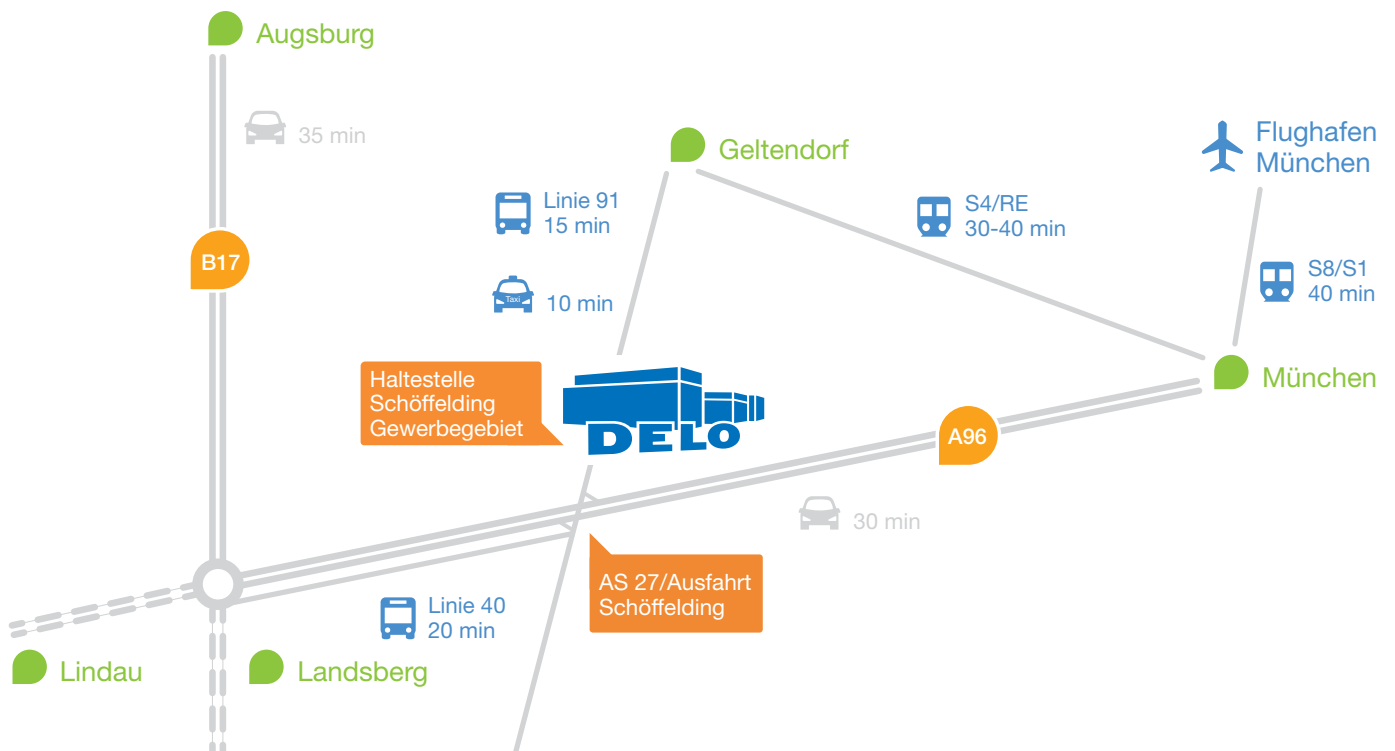 Augsburg
35 min
Geltendorf
Flughafen
München
Linie 91
15 min
S4/RE
30-40 min
B17
S8/S1
40 min
Taxi
10 min
Haltestelle
Schöffelding
Gewerbegebiet
DELO
München
A96
30 min
AS 27/Ausfahrt
Schöffelding
Linie 40
20 min
Lindau
Landsberg